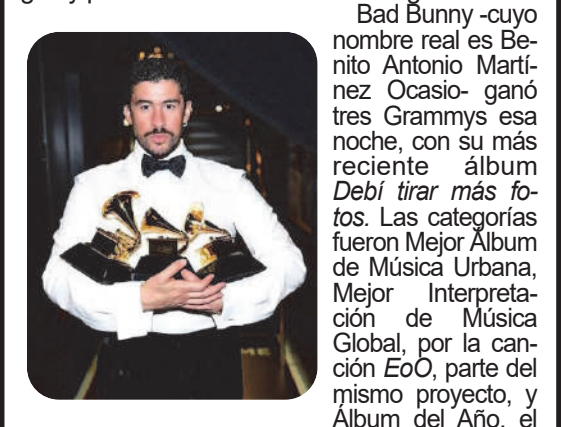 Bad Bunny -cuyo
nombre real es Be-
nito Antonio Martí-
nez Ocasio- ganó
tres Grammys esa
noche, con su más
reciente álbum
Debí tirar más fo-
tos. Las categorías
fueron Mejor Álbum
de Música Urbana,
Mejor Interpreta-
ción de Música
Global, por la can-
ción EoO, parte del
mismo proyecto, y
Álbum del Año, el